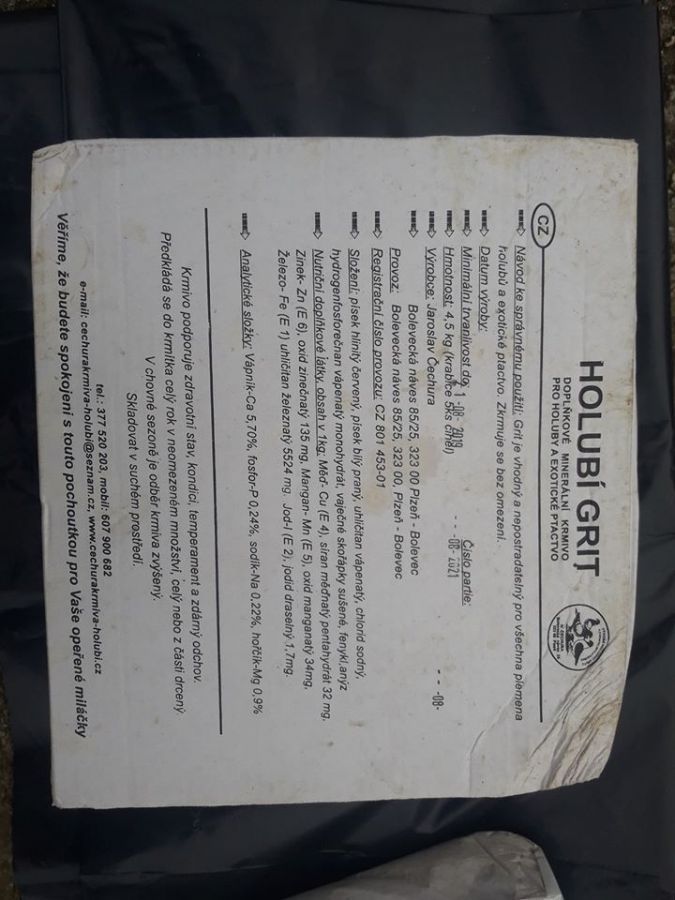 HOLUBÍ GRIT
DOPLŇKOVÉ MINERÁLNÍ KRMIVO
PRO HOLUBY A EXOTICKÉ PTACTVO
CZ
Návod ke správnému použití: Grit je vhodný a nepostradatelný pro všechna plemena
holubů a exotické ptactvo. Zkrmuje se bez omezení.
Datum výroby: Číslo partie:
Minimální trvanlivost do: 1 -08- 2019 - - -08- 2021 - - -08-
Hmotnost: 4,5 kg (krabice 5ks cihel)
Výrobce: Jaroslav Čechura
Bolevecká náves 85/25, 323 00 Plzeň - Bolevec
Provoz: Bolevecká náves 85/25, 323 00, Plzeň - Bolevec
Registrační číslo provozu: CZ 801 453-01
Složení: písek hlinitý červený, písek bílý praný, uhličitan vápenatý, chlorid sodný,
hydrogenfosforečnan vápenatý monohydrát, vaječné skořápky sušené, fenykl,anýz
Nutriční doplňkové látky, obsah v 1kg: Měď- Cu (E 4), síran měďnatý pentahydrát 32 mg,
Zinek- Zn (E 6), oxid zinečnatý 135 mg, Mangan- Mn (E 5), oxid manganatý 34mg,
Železo- Fe (E 1) uhličitan železnatý 5524 mg, Jod-I (E 2), jodid draselný 1,7mg.
Analytické složky: Vápník-Ca 5,70%, fosfor-P 0,24%, sodík-Na 0,22%, hořčík-Mg 0,9%
Krmivo podporuje zdravotní stav, kondici, temperament a zdárný odchov.
Předkládá se do krmítka celý rok v neomezeném množství, celý nebo z části drcený
V chovné sezoně je odběr krmiva zvýšený.
Skladovat v suchém prostředí.
tel.: 377 520 203, mobil: 607 900 682
e-mail: cechurakrmiva-holubi@seznam.cz, www.cechurakrmiva-holubi.cz
Věříme, že budete spokojení s touto pochoutkou pro Vaše opeřené miláčky